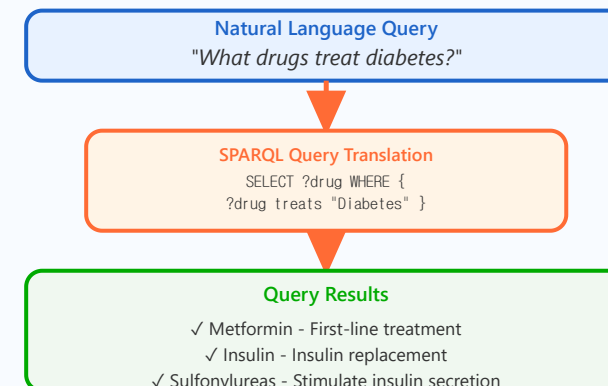 Natural Language Query
"What drugs treat diabetes?"
SPARQL Query Translation
SELECT ?drug WHERE {
?drug treats "Diabetes" }
Query Results
✓ Metformin - First-line treatment
✓ Insulin - Insulin replacement
✓ Sulfonylureas - Stimulate insulin secretion